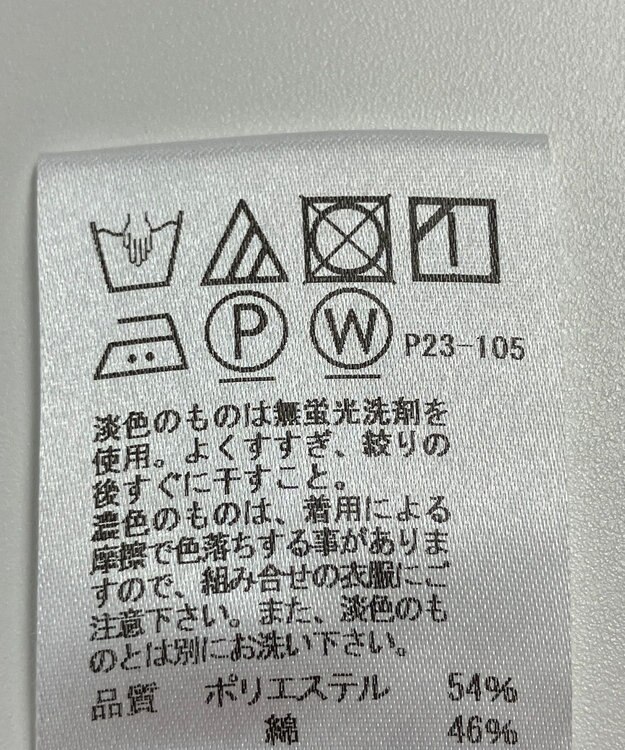 P W P23-105
淡色のものは無蛍光洗剤を
使用。よくすすぎ、絞りの
後すぐに干すこと。
濃色のものは、着用による
摩擦で色落ちする事がありま
すので、組み合せの衣服にご
注意下さい。また、淡色のも
のとは別にお洗い下さい。
品質 ポリエステル 54%
綿 46%